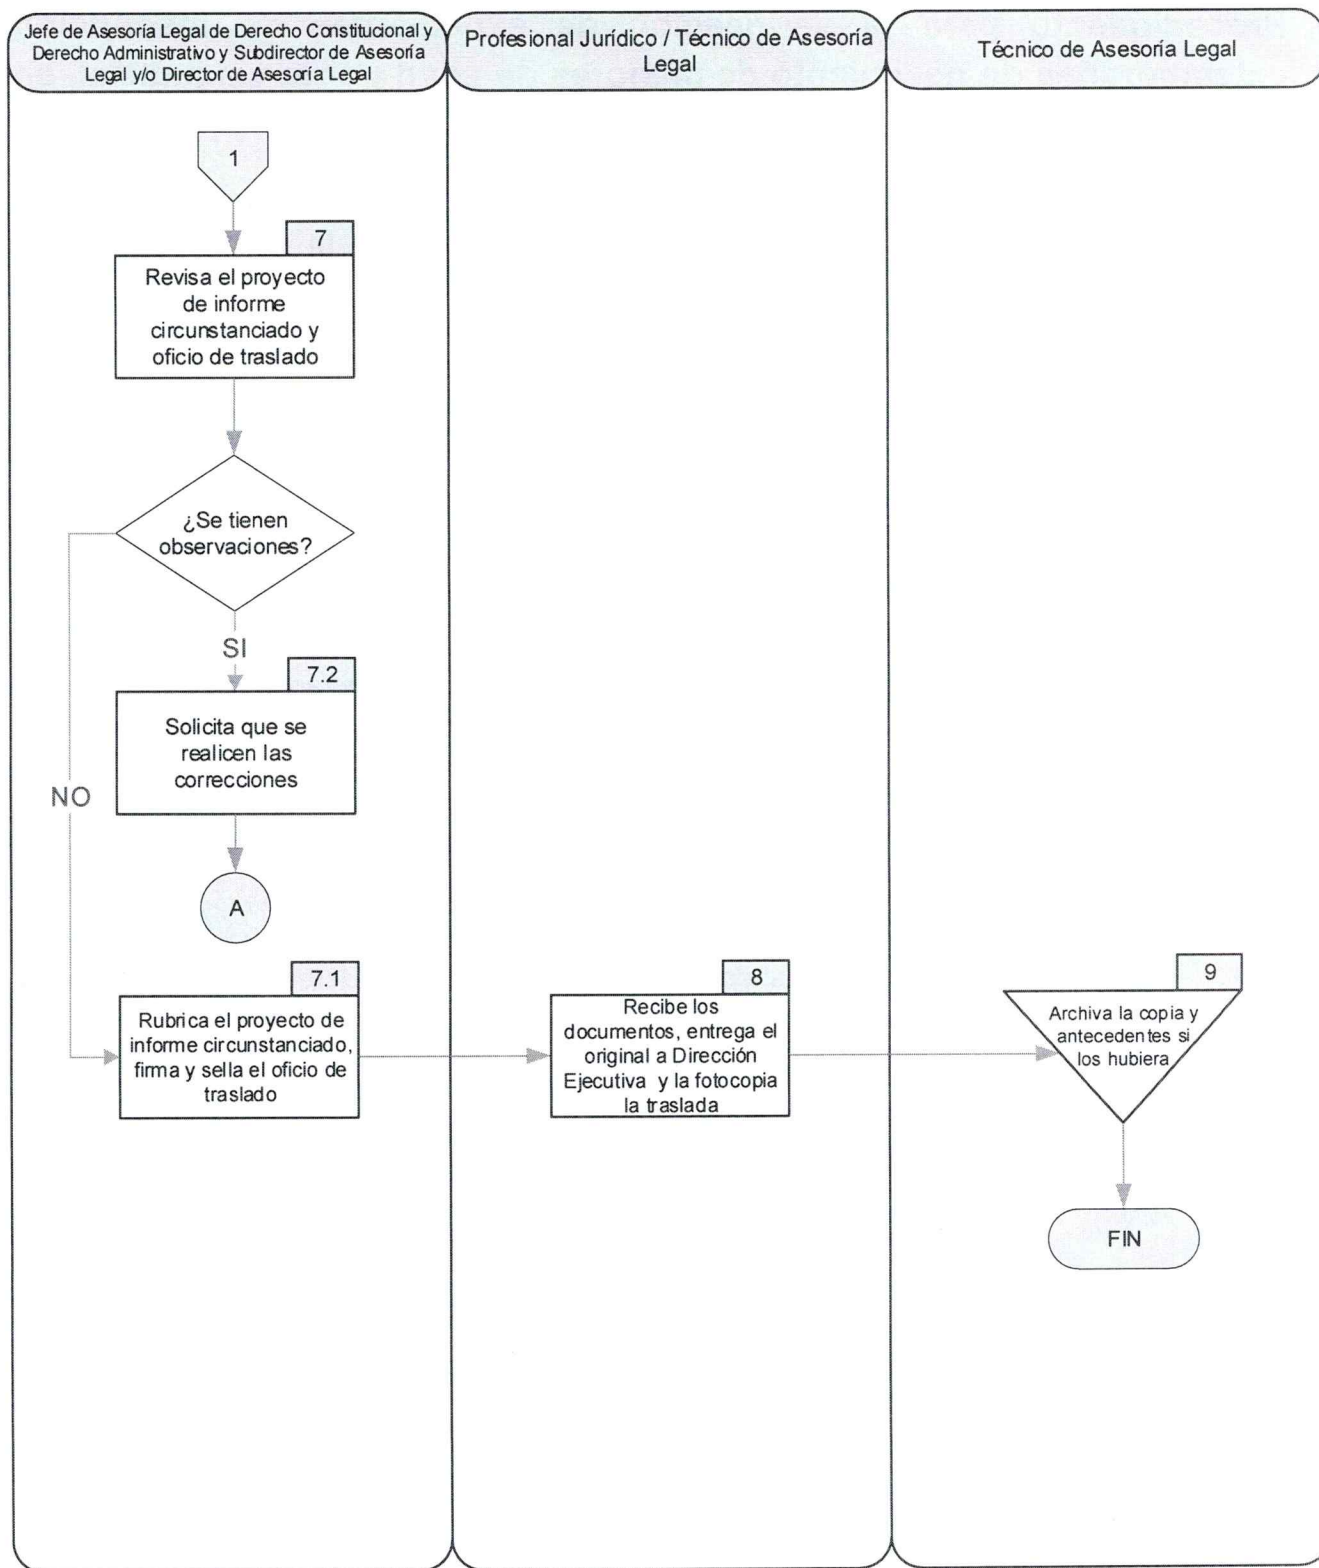 Jefe de Asesoría Legal de Derecho Constitucional y
Derecho Administrativo y Subdirector de Asesoría
Legal y/o Director de Asesoría Legal
Profesional Jurídico / Técnico de Asesoría
Legal
Técnico de Asesoría Legal
1
7
Revisa el proyecto
de informe
circunstanciado y
oficio de traslado
¿Se tienen
observaciones?
SI
7.2
Solicita que se
realicen las
correcciones
NO
A
7.1
Rubrica el proyecto de
informe circunstanciado,
firma y sella el oficio de
traslado
8
Recibe los
documentos, entrega el
original a Dirección
Ejecutiva y la fotocopia
la traslada
9
Archiva la copia y
antecedentes si
los hubiera
FIN